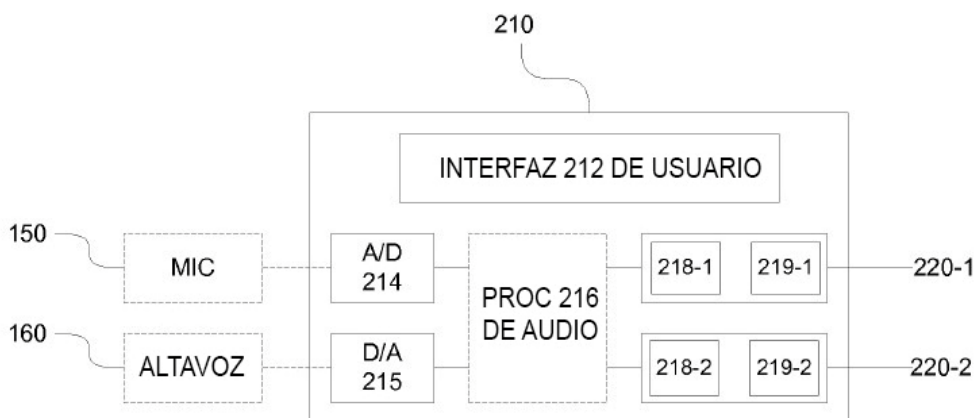 210
INTERFAZ 212 DE USUARIO
150
MIC
A/D
214
PROC 216
DE AUDIO
218-1
219-1
220-1
160
ALTAVOZ
D/A
215
218-2
219-2
220-2